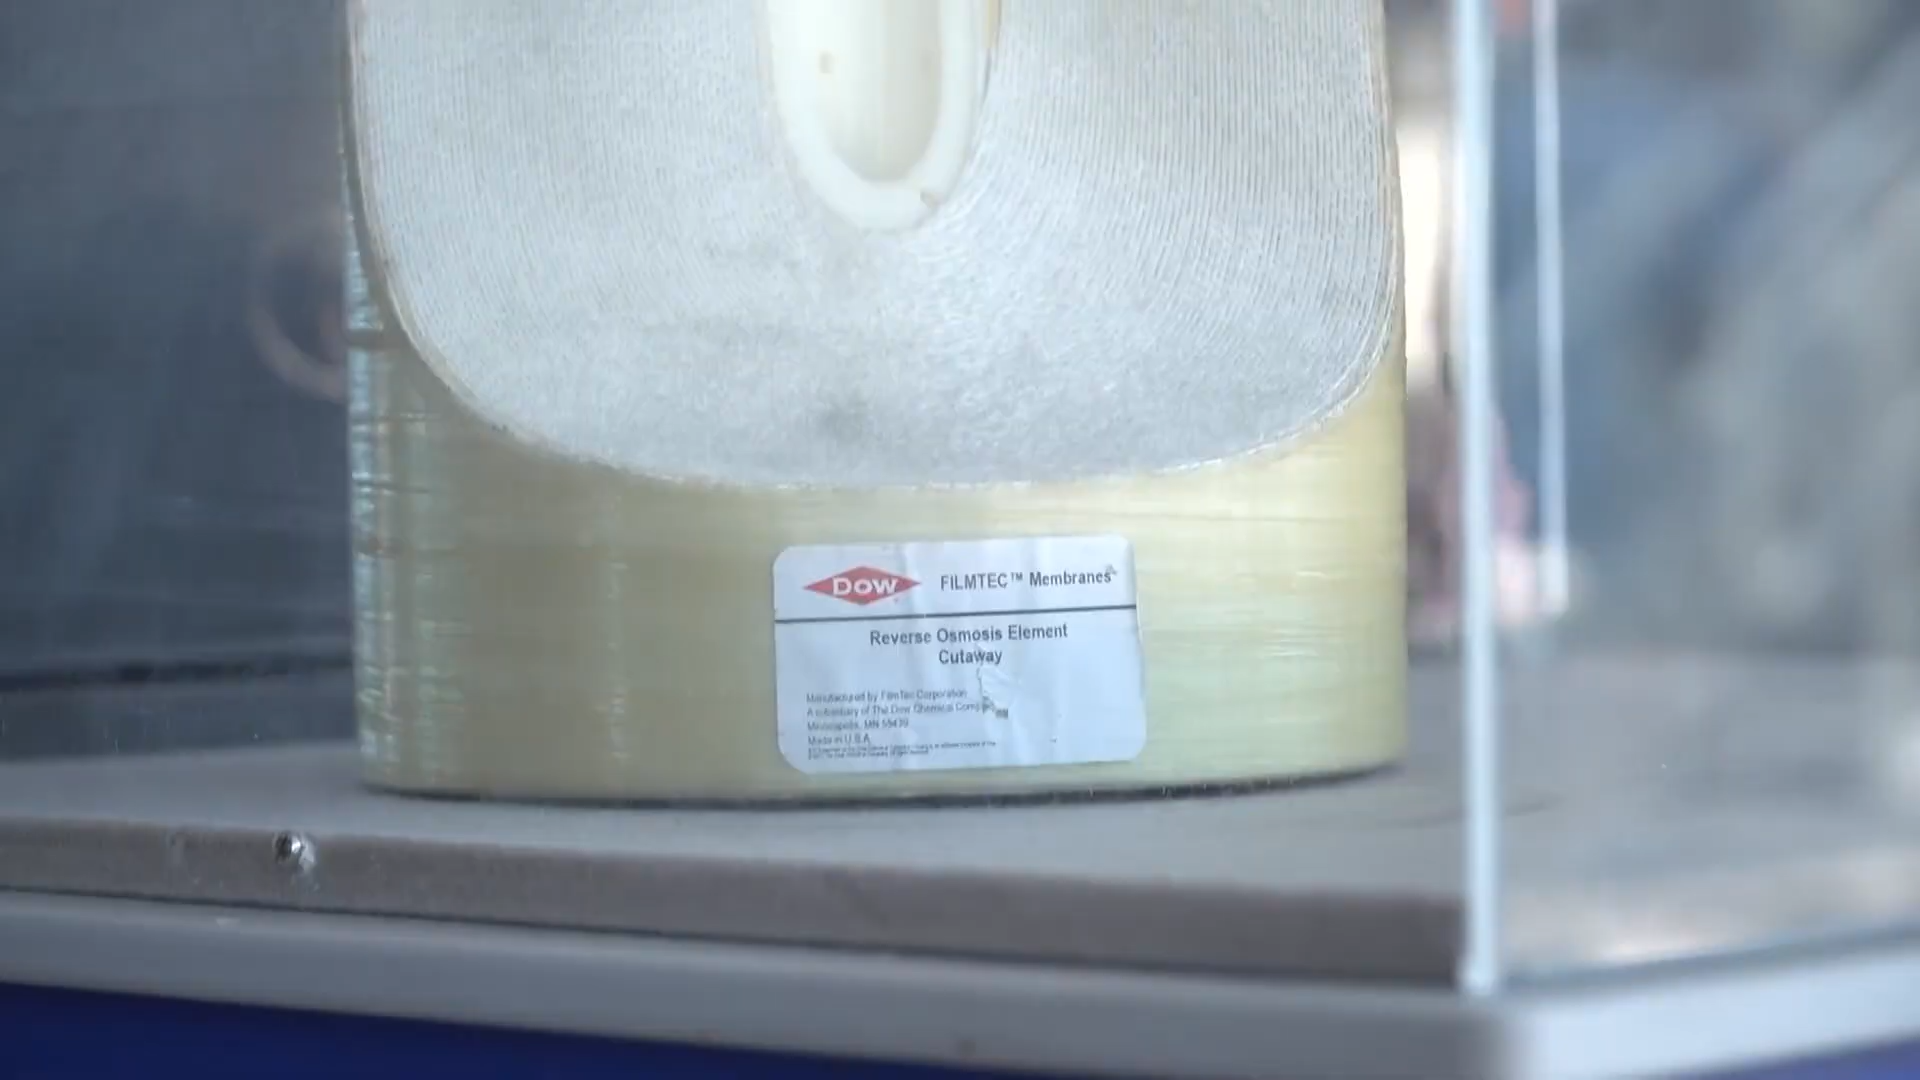 Dow FILMTEC™ Membranes
Reverse Osmosis Element
Cutaway
Manufactured by FilmTec Corporation
A subsidiary of The Dow Chemical
Minneapolis, MN 55439
Made in U.S.A.